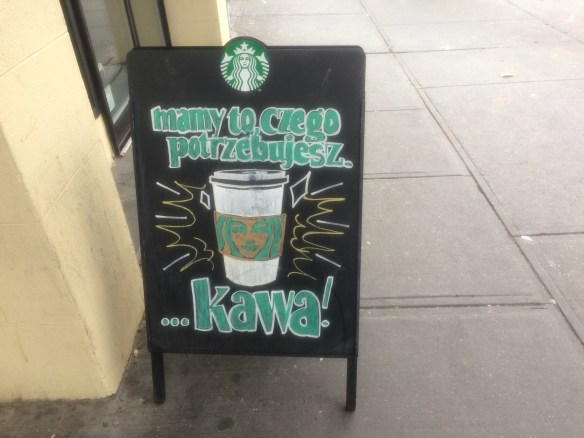 mamy to, czego
potrzebujesz...
...kawa!